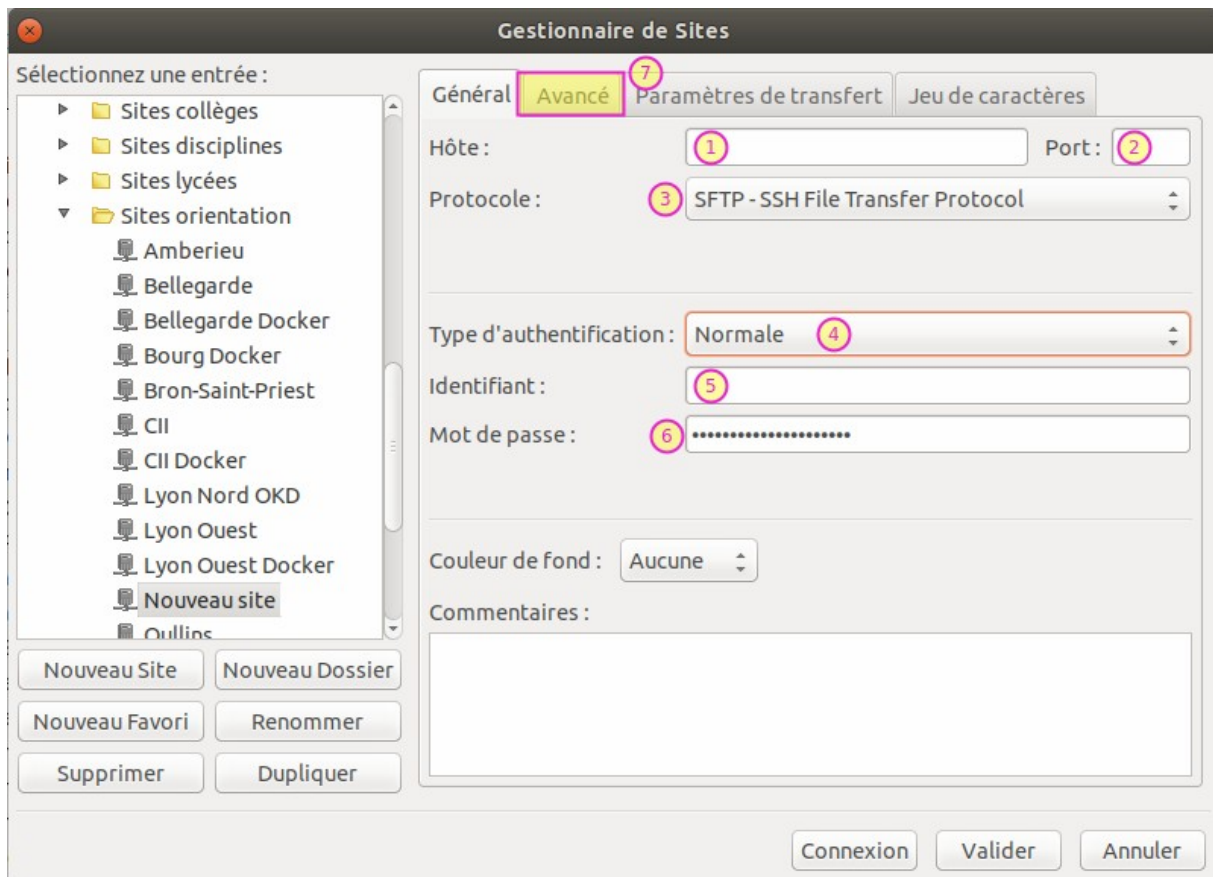 Gestionnaire de Sites
Sélectionnez une entrée :
Sites collèges
Sites disciplines
Sites lycées
Sites orientation
Amberieu
Bellegarde
Bellegarde Docker
Bourg Docker
Bron-Saint-Priest
CII
CII Docker
Lyon Nord OKD
Lyon Ouest
Lyon Ouest Docker
Nouveau site
Oullins
Nouveau Site Nouveau Dossier
Nouveau Favori Renommer
Supprimer Dupliquer
7
Général Avancé Paramètres de transfert Jeu de caractères
Hôte : 1 Port : 2
Protocole : 3 SFTP - SSH File Transfer Protocol
Type d'authentification : Normale 4
Identifiant : 5
Mot de passe : 6 •••••••••••••••••••••
Couleur de fond : Aucune
Commentaires :
Connexion Valider Annuler